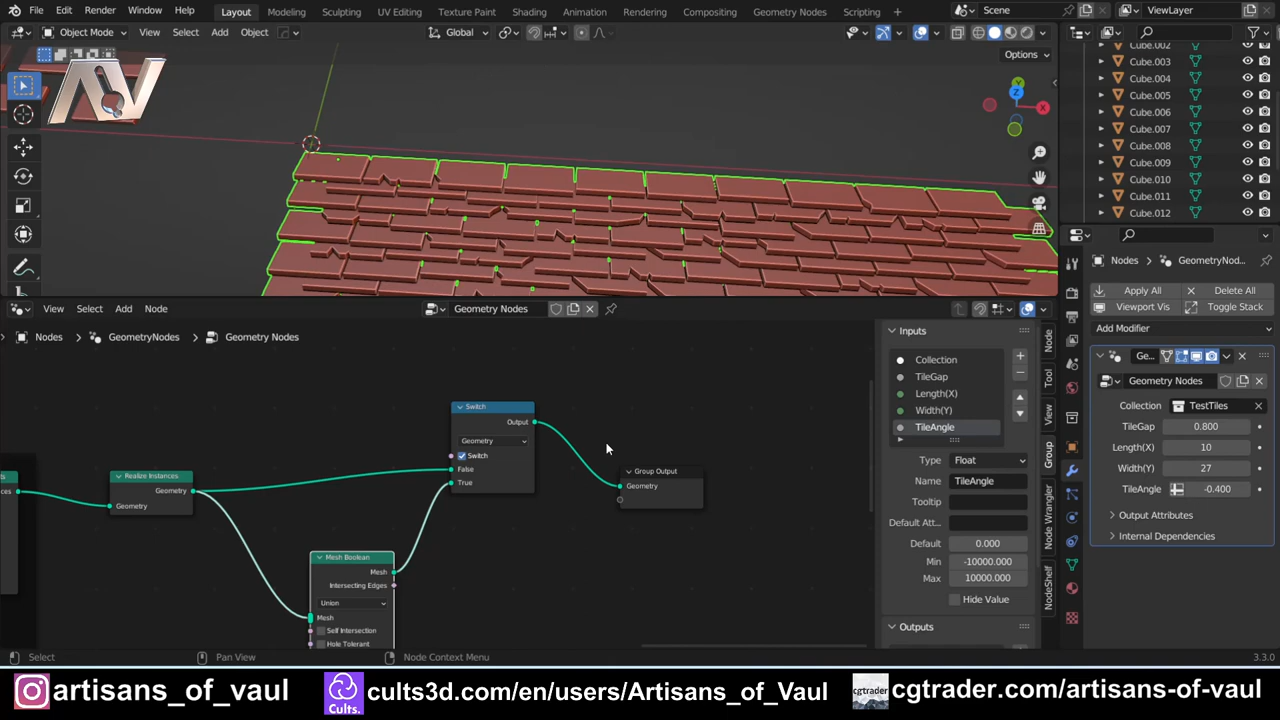 File Edit Render Window Help Layout Modeling Sculpting UV Editing Texture Paint Shading Animation Rendering Compositing Geometry Nodes Scripting + Scene ViewLayer
Object Mode View Select Add Object Global
Options
X
Y
Z
AV
Cube.002
Cube.003
Cube.004
Cube.005
Cube.006
Cube.007
Cube.008
Cube.009
Cube.010
Cube.011
Cube.012
Nodes GeometryNod...
Apply All Delete All
Viewport Vis Toggle Stack
Add Modifier
Ge...
Geometry Nodes
Collection TestTiles
TileGap 0.800
Length(X) 10
Width(Y) 27
TileAngle -0.400
Output Attributes
Internal Dependencies
View Select Add Node Geometry Nodes
Nodes GeometryNodes Geometry Nodes
Switch
Output
Geometry
Switch
False
True
Group Output
Geometry
Realize Instances
Geometry
Geometry
Mesh Boolean
Mesh
Intersecting Edges
Union
Mesh
Self Intersection
Hole Tolerant
Inputs
Collection
TileGap
Length(X)
Width(Y)
TileAngle
Type Float
Name TileAngle
Tooltip
Default Att...
Default 0.000
Min -10000.000
Max 10000.000
Hide Value
Outputs
Node
Tool
View
Group
Node Wrangler
NodeShelf
Select Pan View Node Context Menu 3.3.0
artisans_of_vaul Cults. cults3d.com/en/users/Artisans_of_Vaul cgtrader.com/artisans-of-vaul